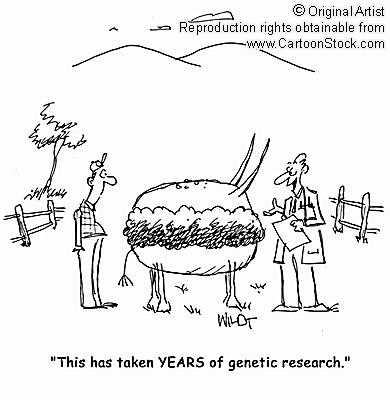 © Original Artist
Reproduction rights obtainable from
www.CartoonStock.com
WILDT
"This has taken YEARS of genetic research."